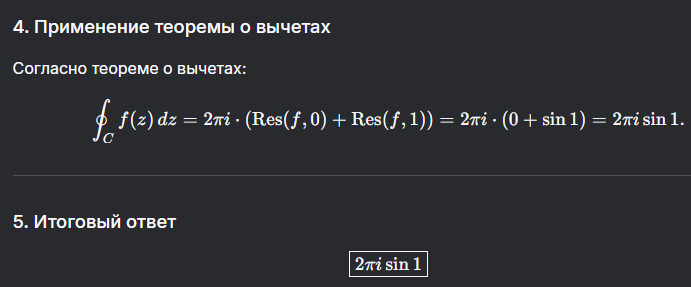 4. Применение теоремы о вычетах
Согласно теореме о вычетах:
∮_C f(z) dz = 2πi · (Res(f, 0) + Res(f, 1)) = 2πi · (0 + sin 1) = 2πi sin 1.
5. Итоговый ответ
2πi sin 1